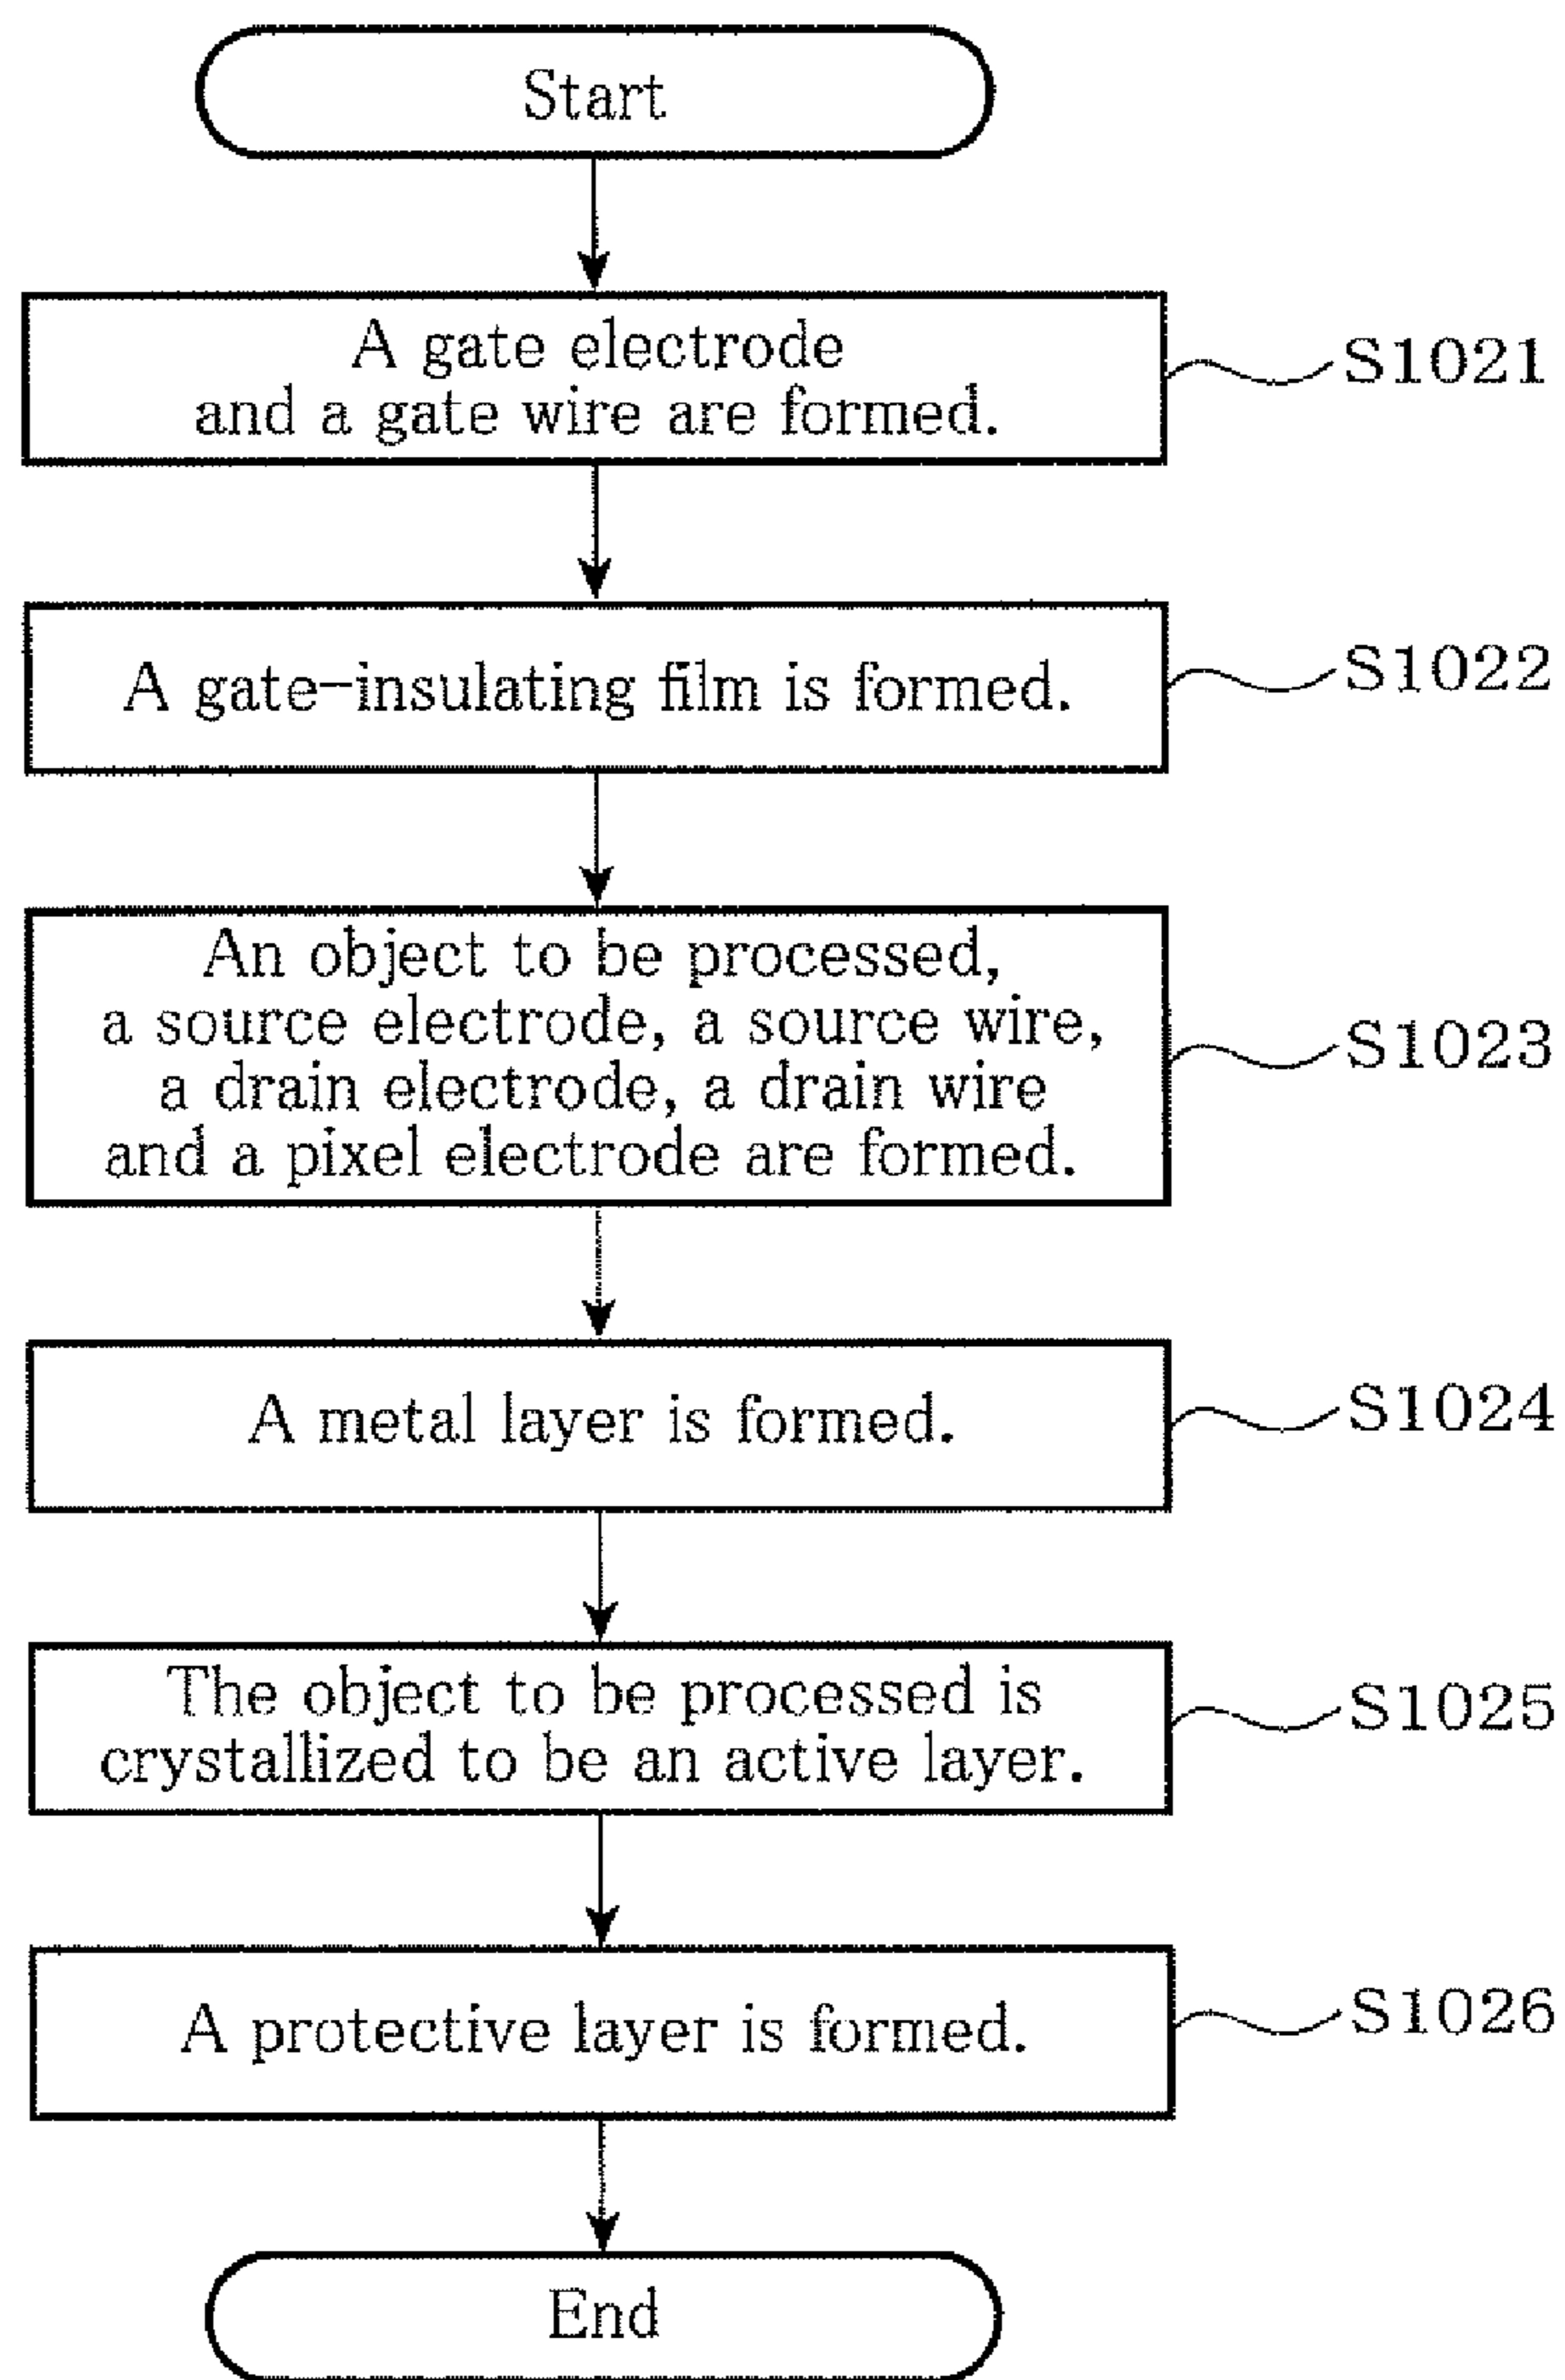 Start
A gate electrode
and a gate wire are formed.
S1021
A gate-insulating film is formed.
S1022
An object to be processed,
a source electrode, a source wire,
a drain electrode, a drain wire
and a pixel electrode are formed.
S1023
A metal layer is formed.
S1024
The object to be processed is
crystallized to be an active layer.
S1025
A protective layer is formed.
S1026
End